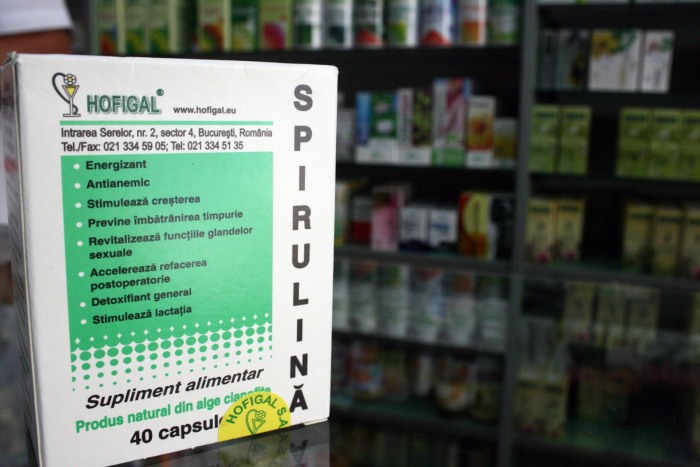 HOFIGAL®
www.hofigal.eu
Intrarea Serelor, nr. 2, sector 4, București, România
Tel./Fax: 021 334 59 05; Tel: 021 334 51 35
Energizant
Antianemic
Stimulează creșterea
Previne îmbătrânirea timpurie
Revitalizează funcțiile glandelor
sexuale
Accelerează refacerea
postoperatorie
Detoxifiant general
Stimulează lactația
Supliment alimentar
Produs natural din alge
40 capsule
SPIRULINĂ
HOFIGAL S.A.